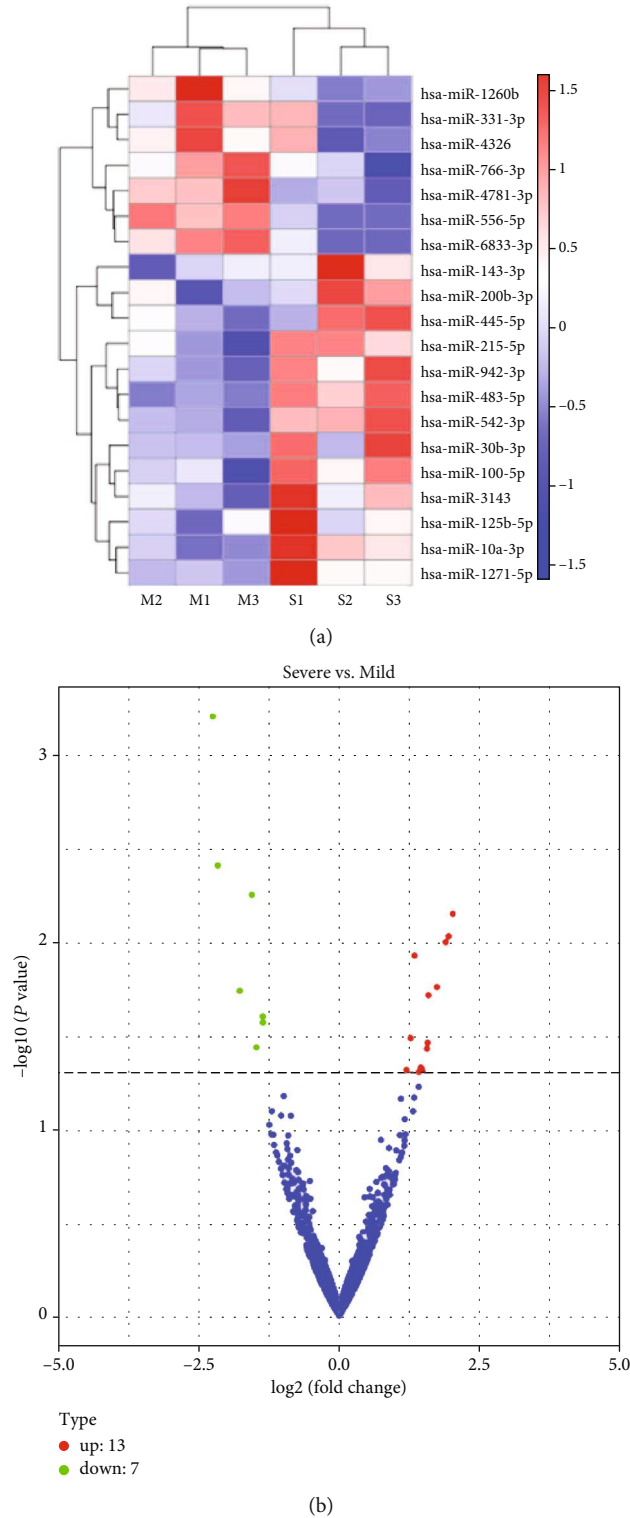 hsa-miR-1260b
hsa-miR-331-3p
hsa-miR-4326
hsa-miR-766-3p
hsa-miR-4781-3p
hsa-miR-556-5p
hsa-miR-6833-3p
hsa-miR-143-3p
hsa-miR-200b-3p
hsa-miR-445-5p
hsa-miR-215-5p
hsa-miR-942-3p
hsa-miR-483-5p
hsa-miR-542-3p
hsa-miR-30b-3p
hsa-miR-100-5p
hsa-miR-3143
hsa-miR-125b-5p
hsa-miR-10a-3p
hsa-miR-1271-5p
1.5
1
0.5
0
−0.5
−1
−1.5
M2 M1 M3 S1 S2 S3
(a)
Severe vs. Mild
3
2
1
0
−log10 (P value)
−5.0 −2.5 0.0 2.5 5.0
log2 (fold change)
Type
up: 13
down: 7
(b)